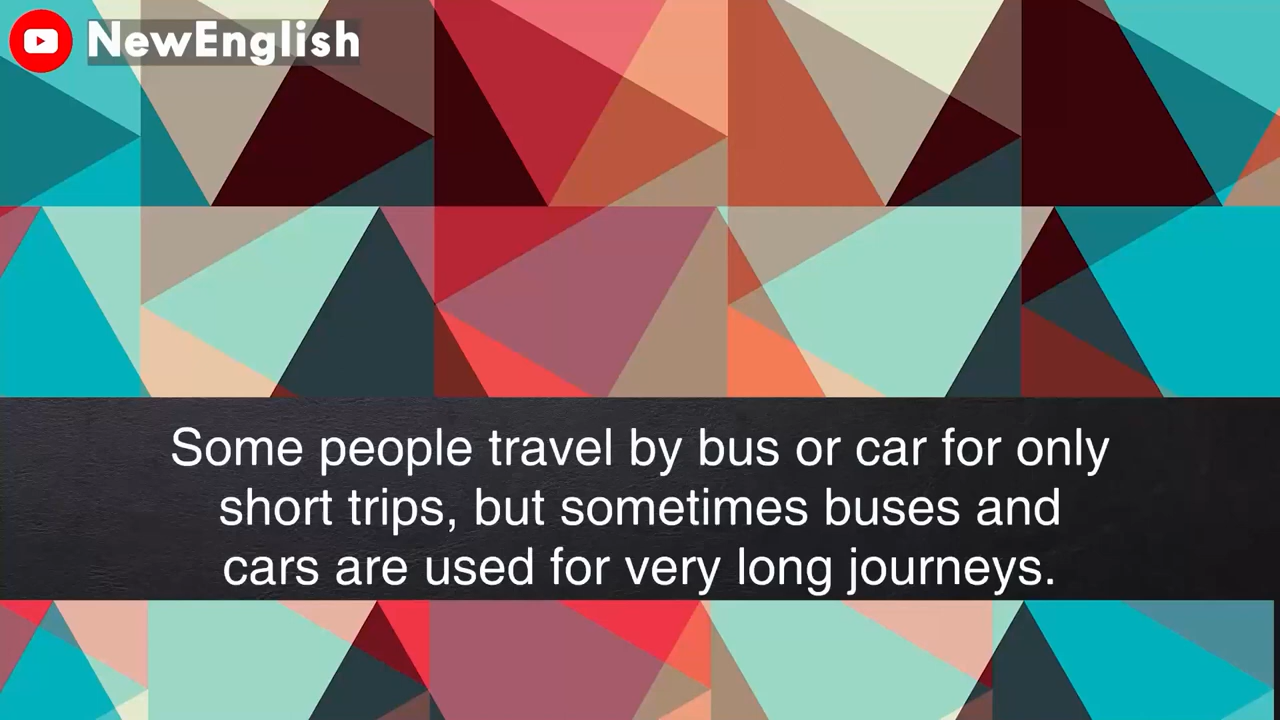 NewEnglish
Some people travel by bus or car for only
short trips, but sometimes buses and
cars are used for very long journeys.